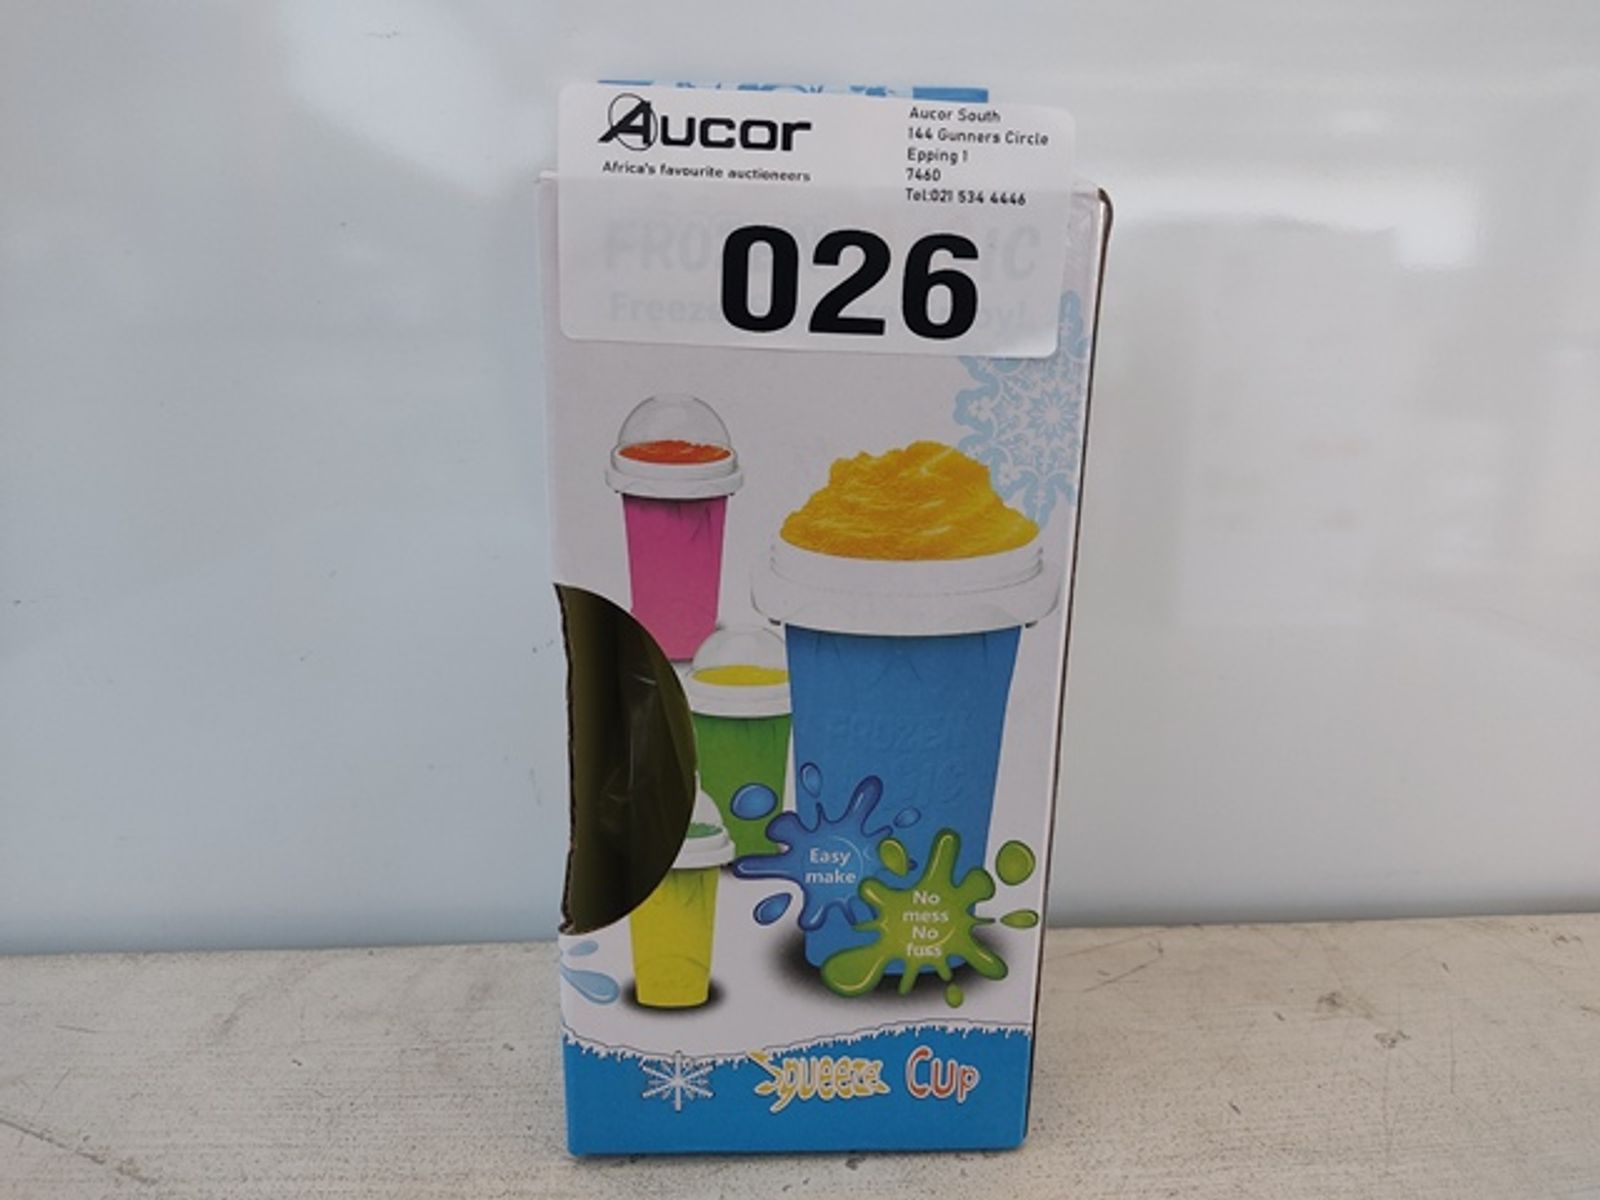 Aucor
Africa's favourite auctioneers
Aucor South
144 Gunners Circle
Epping 1
7460
Tel:021 534 4446
026
FROZEN
Easy
make
No
mess
No
fuss
Squeeze Cup